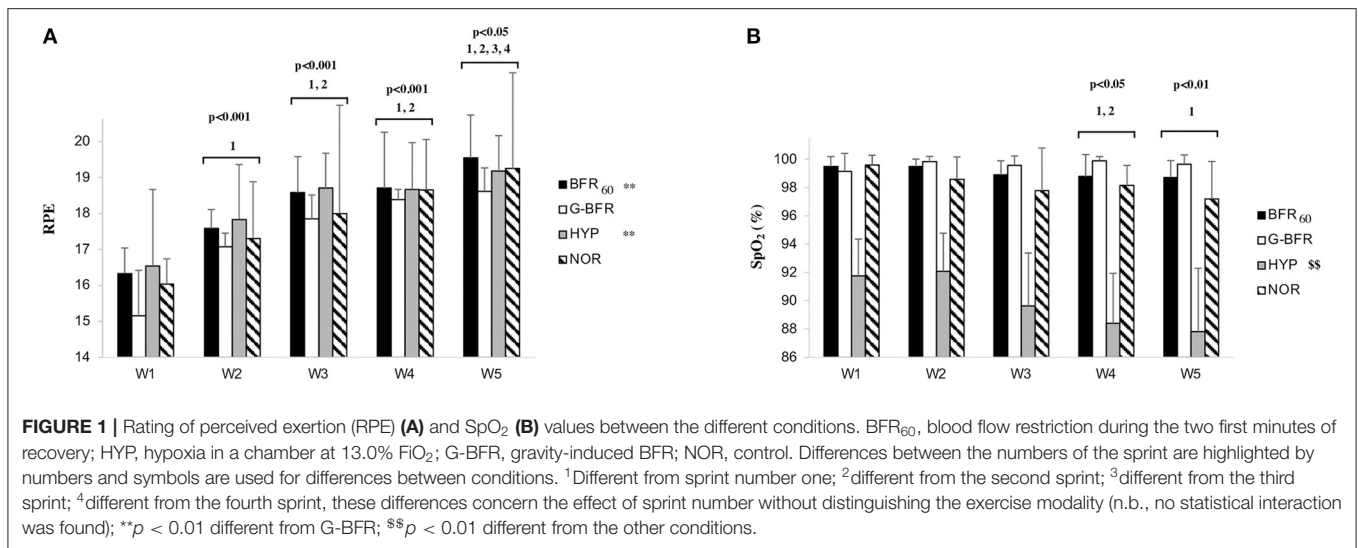 A
p<0.05
1, 2, 3, 4
p<0.001
1, 2
p<0.001
1, 2
p<0.001
1
RPE
20
19
18
17
16
15
14
W1 W2 W3 W4 W5
BFR 60 **
G-BFR
HYP **
NOR
B
p<0.05
1, 2
p<0.01
1
SpO2 (%)
100
98
96
94
92
90
88
86
W1 W2 W3 W4 W5
BFR60
G-BFR
HYP $$
NOR
FIGURE 1 | Rating of perceived exertion (RPE) (A) and SpO2 (B) values between the different conditions. BFR60, blood flow restriction during the two first minutes of
recovery; HYP, hypoxia in a chamber at 13.0% FiO2; G-BFR, gravity-induced BFR; NOR, control. Differences between the numbers of the sprint are highlighted by
numbers and symbols are used for differences between conditions. 1Different from sprint number one; 2different from the second sprint; 3different from the third
sprint; 4different from the fourth sprint, these differences concern the effect of sprint number without distinguishing the exercise modality (n.b., no statistical interaction
was found); **p < 0.01 different from G-BFR; $$p < 0.01 different from the other conditions.